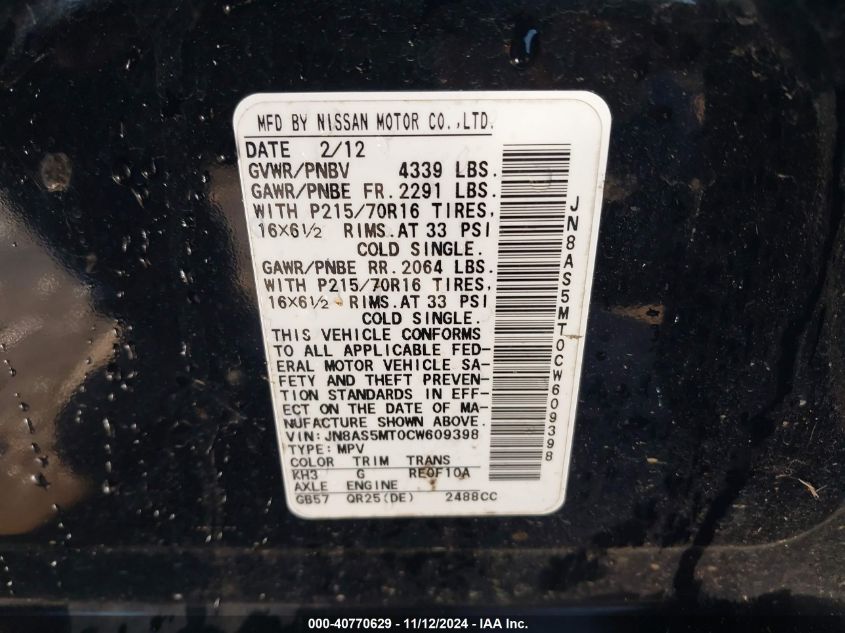 MFD BY NISSAN MOTOR CO.,LTD.
DATE 2/12
GVWR/PNBV 4339 LBS.
GAWR/PNBE FR. 2291 LBS.
WITH P215/70R16 TIRES,
16X6½ RIMS.AT 33 PSI
COLD SINGLE.
GAWR/PNBE RR. 2064 LBS.
WITH P215/70R16 TIRES,
16X6½ RIMS.AT 33 PSI
COLD SINGLE.
THIS VEHICLE CONFORMS
TO ALL APPLICABLE FED-
ERAL MOTOR VEHICLE SA-
FETY AND THEFT PREVEN-
TION STANDARDS IN EFF-
ECT ON THE DATE OF MA-
NUFACTURE SHOWN ABOVE.
VIN:JN8AS5MT0CW609398
TYPE:MPV
COLOR TRIM TRANS
KH3 G RE0F10A
AXLE ENGINE
GB57 QR25(DE) 2488CC
JN8AS5MT0CW609398
000-40770629 - 11/12/2024 - IAA Inc.